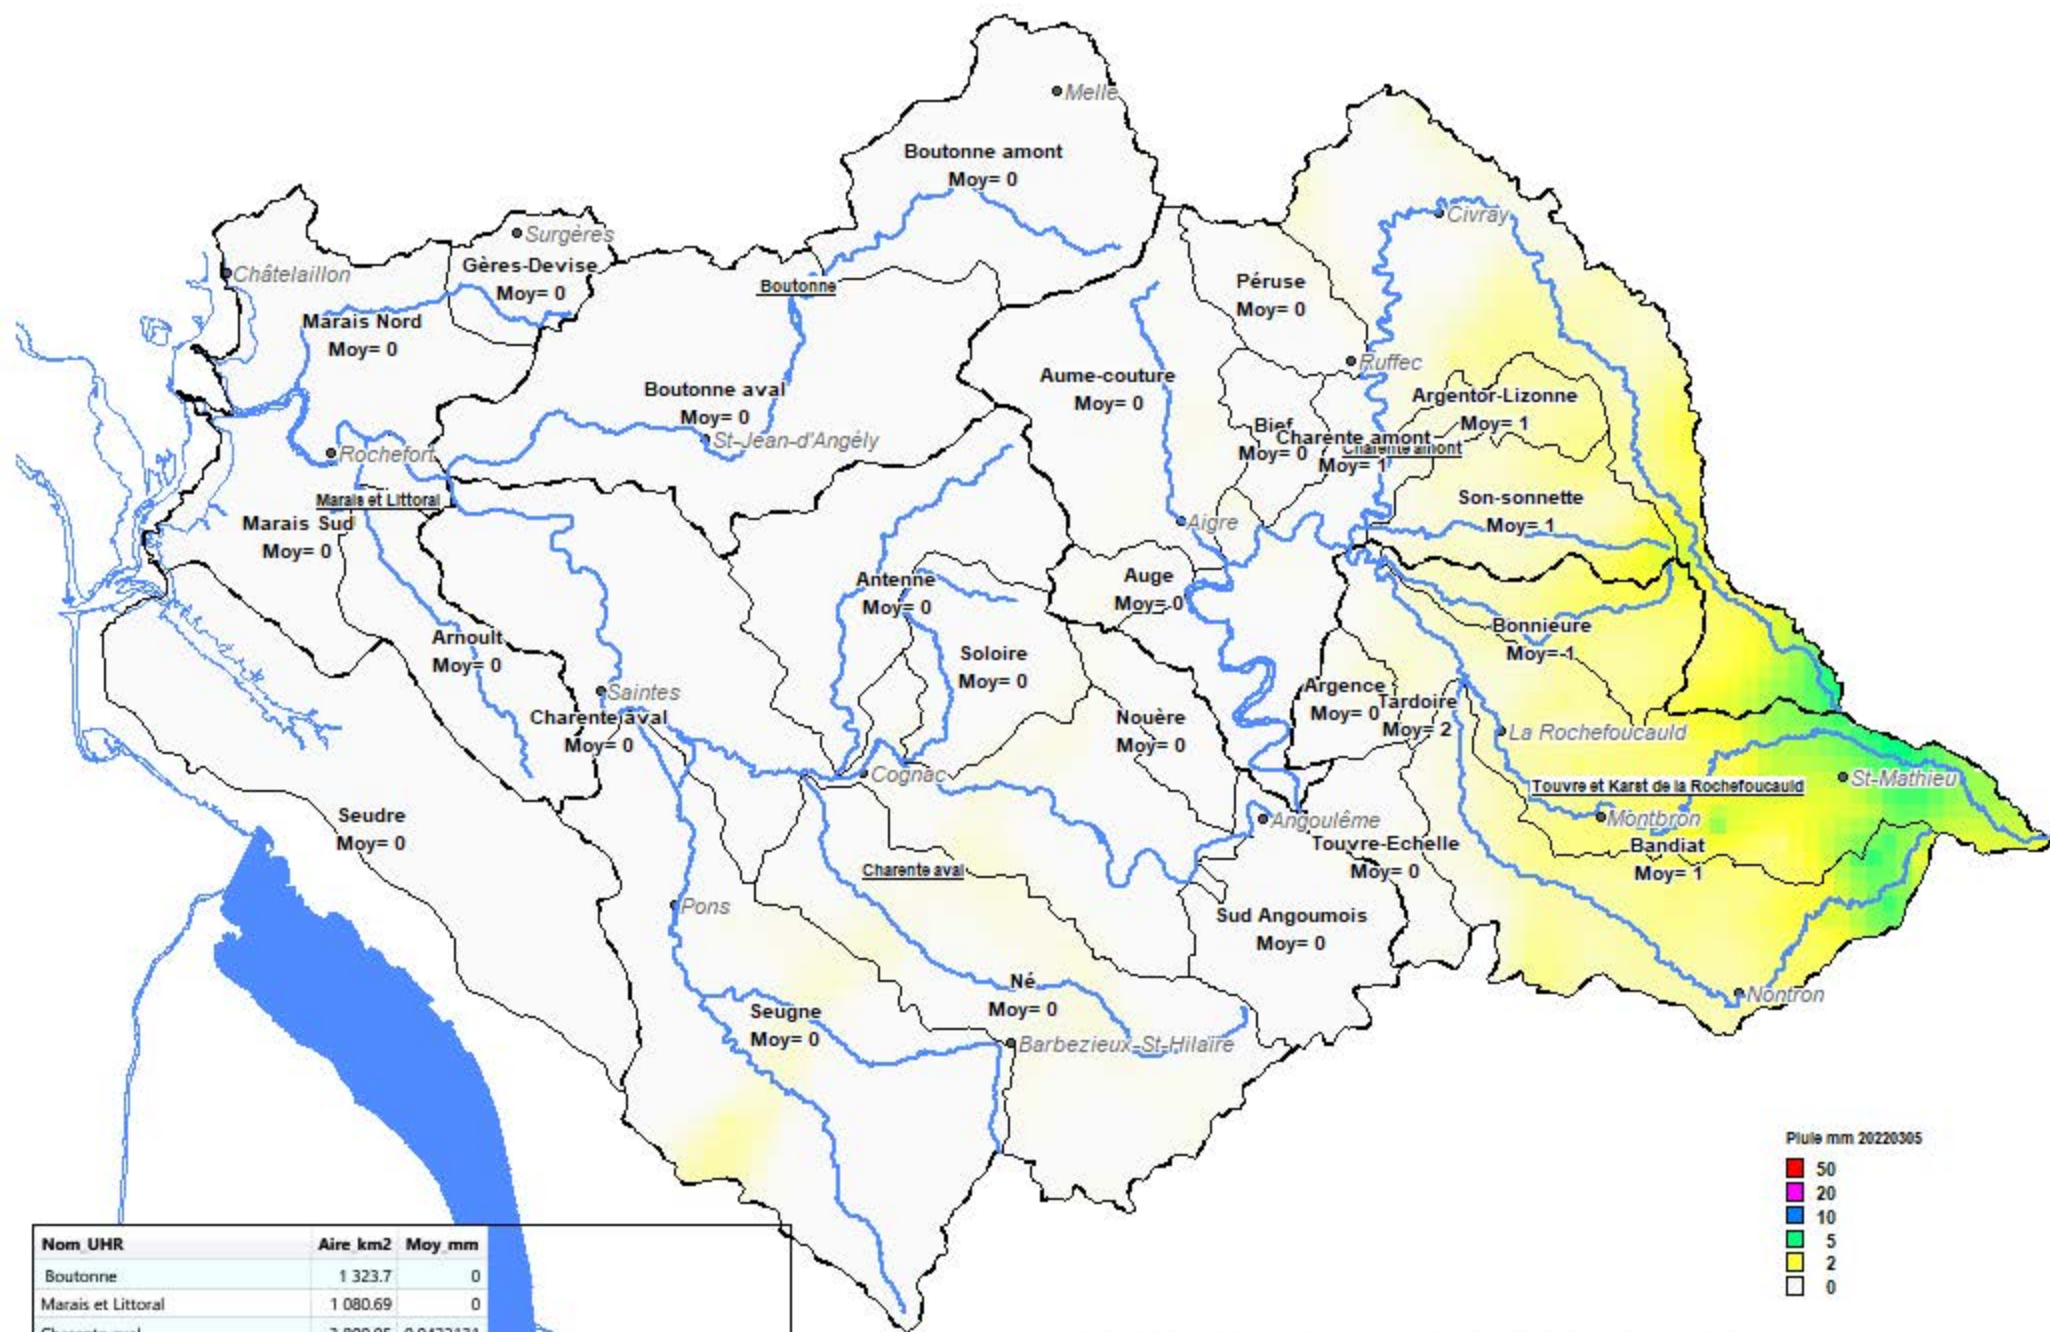 Melle
Boutonne amont
Moy= 0
Civray
Surgères
Châtelaillon
Gères-Devise
Moy= 0
Boutonne
Péruse
Moy= 0
Marais Nord
Moy= 0
Ruffec
Aume-couture
Moy= 0
Boutonne aval
Moy= 0
Argentor-Lizonne
Moy= 1
St-Jean-d'Angély
Bief
Moy= 0
Charente amont
Moy= 1
Charente amont
Rochefort
Marais et Littoral
Marais Sud
Moy= 0
Son-sonnette
Moy= 1
Aigre
Antenne
Moy= 0
Auge
Moy= 0
Bonnieure
Moy= 1
Arnoult
Moy= 0
Soloire
Moy= 0
Saintes
Charente aval
Moy= 0
Nouère
Moy= 0
Argence
Moy= 0
Tardoire
Moy= 2
La Rochefoucauld
Cognac
St-Mathieu
Touvre et Karst de la Rochefoucauld
Seudre
Moy= 0
Angoulême
Montbron
Touvre-Echelle
Moy= 0
Bandiat
Moy= 1
Charente aval
Pons
Sud Angoumois
Moy= 0
Né
Moy= 0
Nontron
Seugne
Moy= 0
Barbezieux-St-Hilaire
Pluie mm 20220305
50
20
10
5
2
0
Nom_UHR Aire_km2 Moy_mm
Boutonne 1 323.7 0
Marais et Littoral 1 080.69 0